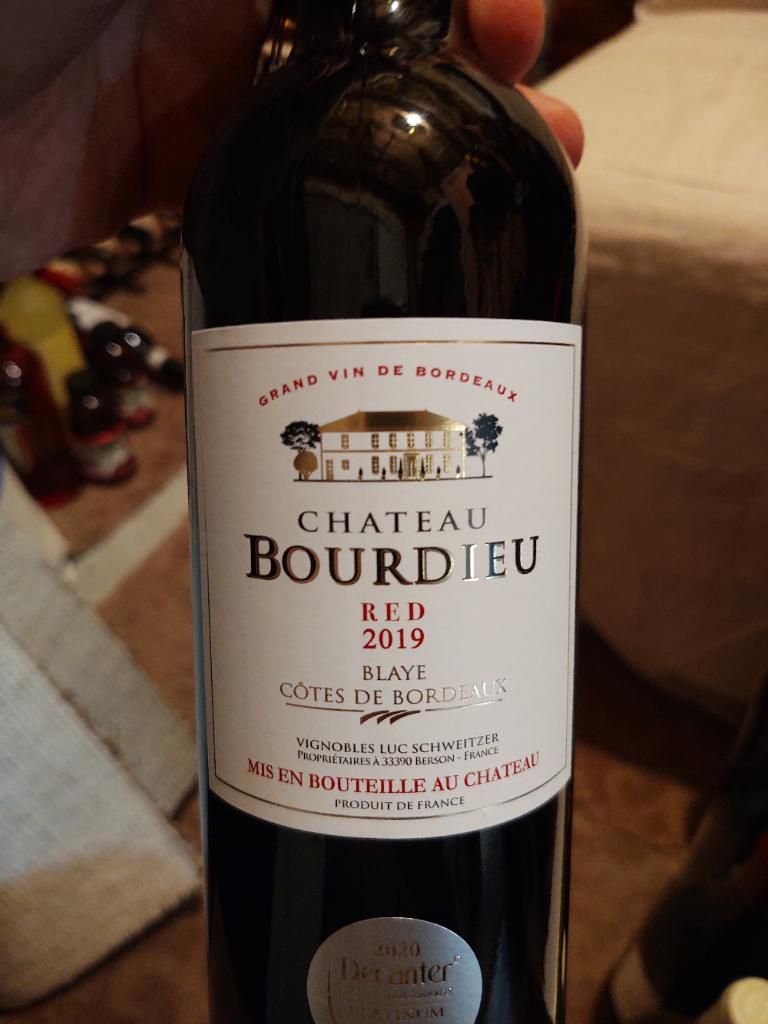 GRAND VIN DE BORDEAUX
CHATEAU
BOURDIEU
RED
2019
BLAYE
CÔTES DE BORDEAUX
VIGNOBLES LUC SCHWEITZER
PROPRIÉTAIRES À 33390 BERSON - FRANCE
MIS EN BOUTEILLE AU CHATEAU
PRODUIT DE FRANCE
2020
Decanter
PLATINUM